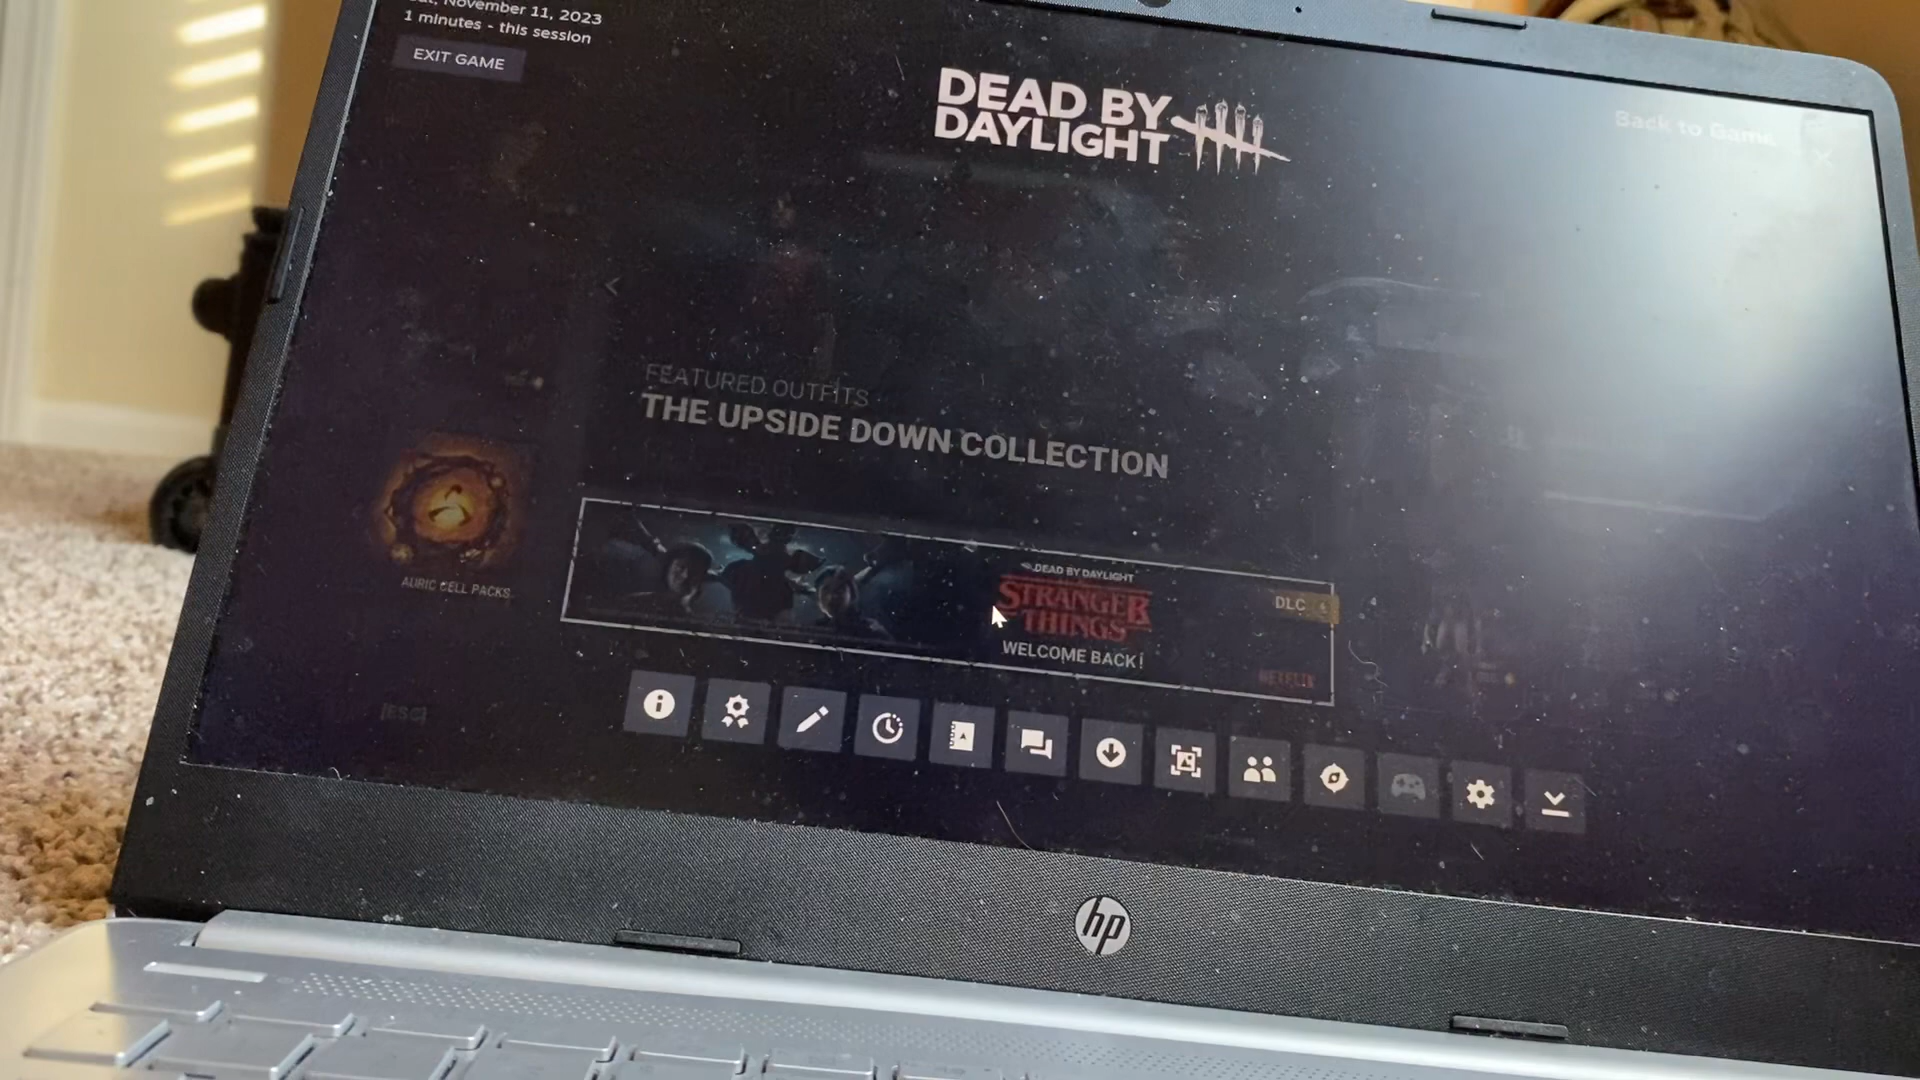 Sat, November 11, 2023
1 minutes - this session
EXIT GAME
DEAD BY
DAYLIGHT
Back to Game
FEATURED OUTFITS
THE UPSIDE DOWN COLLECTION
AURIC CELL PACKS
DEAD BY DAYLIGHT
STRANGER
THINGS
WELCOME BACK!
DLC
NETFLIX
[ESC]
hp